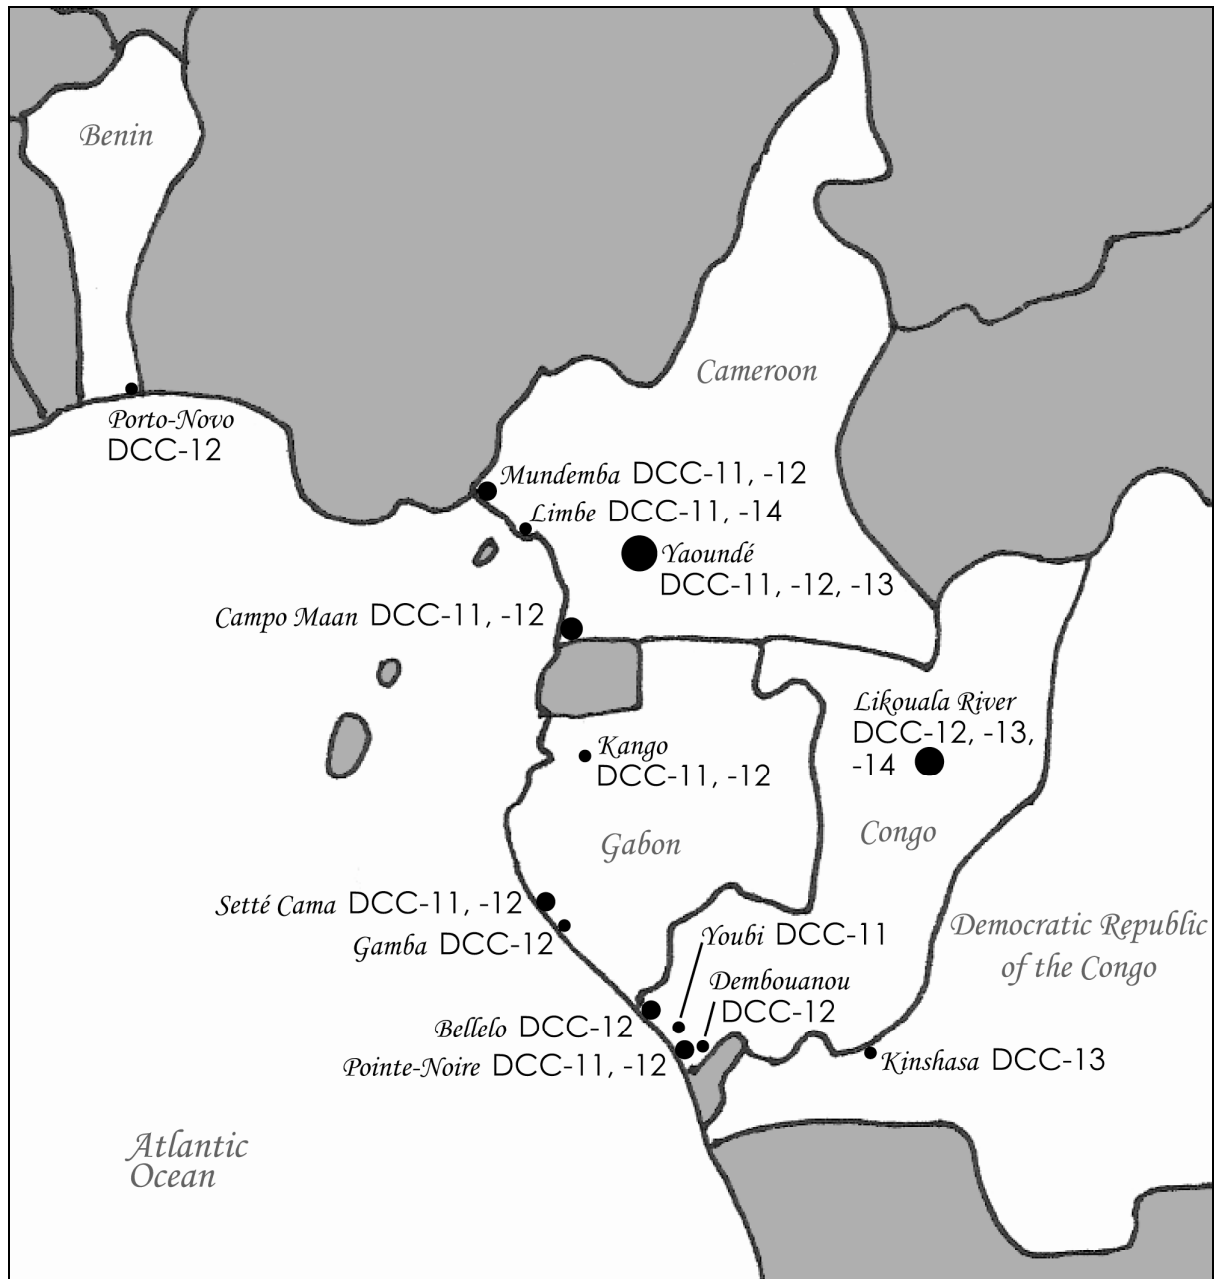 Benin
Cameroon
Porto-Novo
DCC-12
Mundemba DCC-11, -12
Limbe DCC-11, -14
Yaoundé
DCC-11, -12, -13
Campo Maan DCC-11, -12
Likouala River
DCC-12, -13,
-14
Kango
DCC-11, -12
Gabon
Congo
Setté Cama DCC-11, -12
Gamba DCC-12
Youbi DCC-11
Democratic Republic
of the Congo
Dembouanou
DCC-12
Bellelo DCC-12
Pointe-Noire DCC-11, -12
Kinshasa DCC-13
Atlantic
Ocean